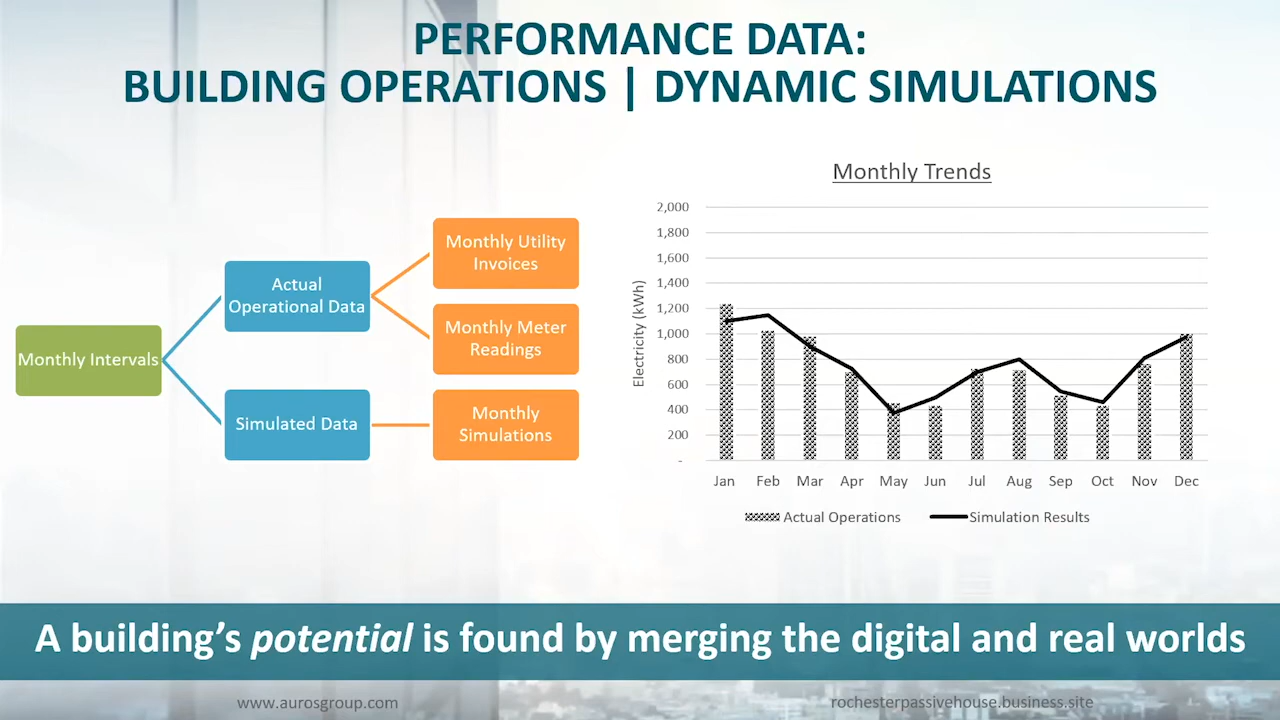 PERFORMANCE DATA:
BUILDING OPERATIONS | DYNAMIC SIMULATIONS
Monthly Intervals
Actual
Operational Data
Simulated Data
Monthly Utility
Invoices
Monthly Meter
Readings
Monthly
Simulations
Monthly Trends
Electricity (kWh)
2,000
1,800
1,600
1,400
1,200
1,000
800
600
400
200
-
Jan Feb Mar Apr May Jun Jul Aug Sep Oct Nov Dec
Actual Operations Simulation Results
A building's potential is found by merging the digital and real worlds
www.aurosgroup.com rochesterpassivehouse.business.site